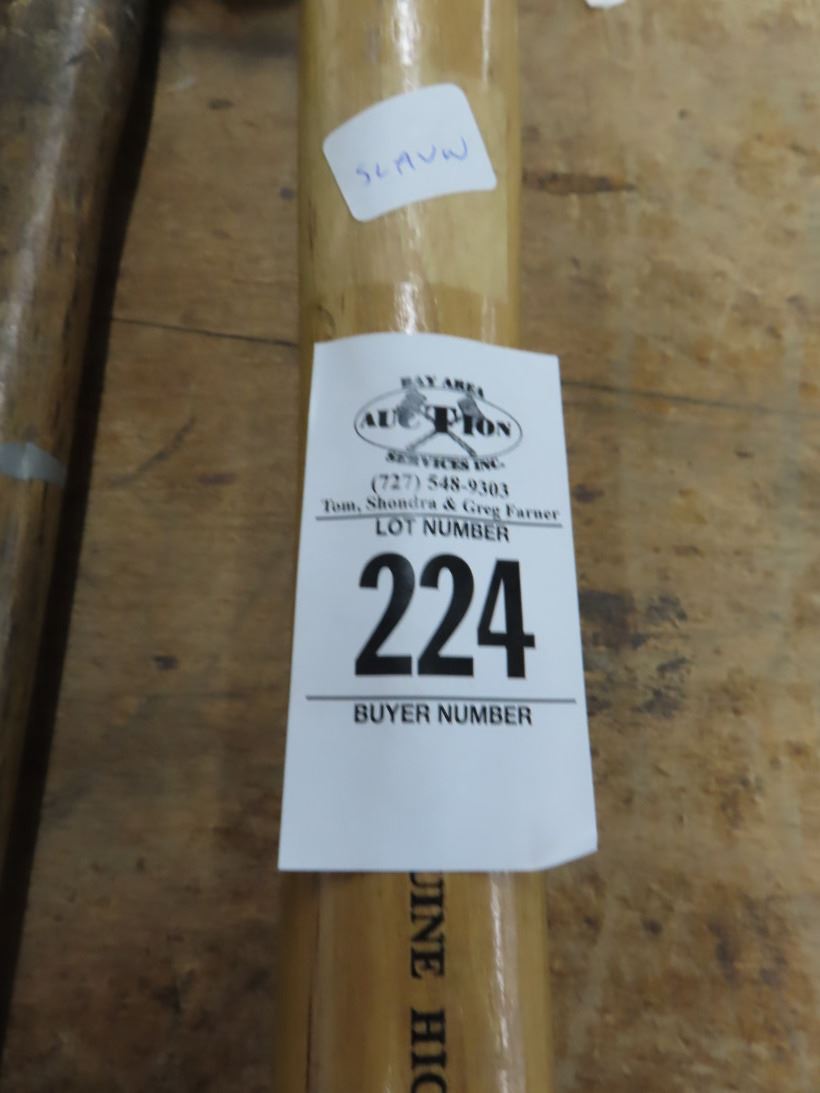 SLAVW
BAY AREA
AUCTION
SERVICES INC.
(727) 548-9303
Tom, Shondra & Greg Farner
LOT NUMBER
224
BUYER NUMBER
UINE HIC